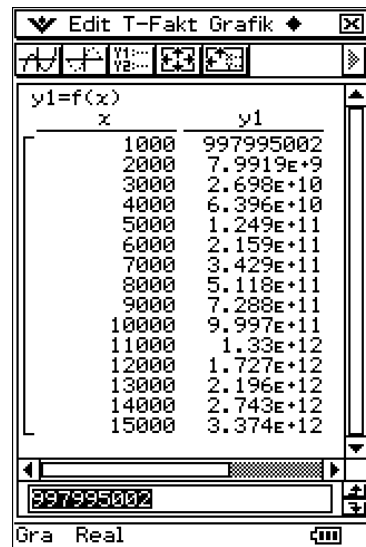 Edit T-Fakt Grafik
Y1:
Y2:
y1=f(x)
x y1
1000 997995002
2000 7.9919E+9
3000 2.698E+10
4000 6.396E+10
5000 1.249E+11
6000 2.159E+11
7000 3.429E+11
8000 5.118E+11
9000 7.288E+11
10000 9.997E+11
11000 1.33E+12
12000 1.727E+12
13000 2.196E+12
14000 2.743E+12
15000 3.374E+12
997995002
Gra Real